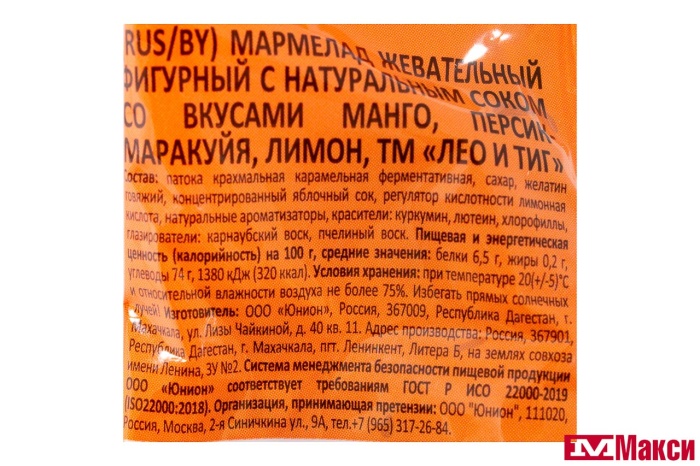 RUS/BY) МАРМЕЛАД ЖЕВАТЕЛЬНЫЙ
ФИГУРНЫЙ С НАТУРАЛЬНЫМ СОКОМ
СО ВКУСАМИ МАНГО, ПЕРСИК-
МАРАКУЙЯ, ЛИМОН, ТМ «ЛЕО И ТИГ»
Состав: патока крахмальная карамельная ферментативная, сахар, желатин
говяжий, концентрированный яблочный сок, регулятор кислотности лимонная
кислота, натуральные ароматизаторы, красители: куркумин, лютеин, хлорофиллы,
глазирователи: карнаубский воск, пчелиный воск. Пищевая и энергетическая
ценность (калорийность) на 100 г, средние значения: белки 6,5 г, жиры 0,2 г,
углеводы 74 г, 1380 кДж (320 ккал). Условия хранения: при температуре 20(+/-5)°С
и относительной влажности воздуха не более 75%. Избегать прямых солнечных
лучей! Изготовитель: ООО «Юнион», Россия, 367009, Республика Дагестан, г.
Махачкала, ул. Лизы Чайкиной, д. 40 кв. 11. Адрес производства: Россия, 367901,
Республика Дагестан, г. Махачкала, пгт. Ленинкент, Литера Б, на землях совхоза
имени Ленина, ЗУ №2. Система менеджмента безопасности пищевой продукции
ООО «Юнион» соответствует требованиям ГОСТ Р ИСО 22000-2019
(ISO22000:2018). Организация, принимающая претензии: ООО "Юнион", 111020,
Россия, Москва, 2-я Синичкина ул., 9А, тел.+7 (965) 317-26-84.
Макси